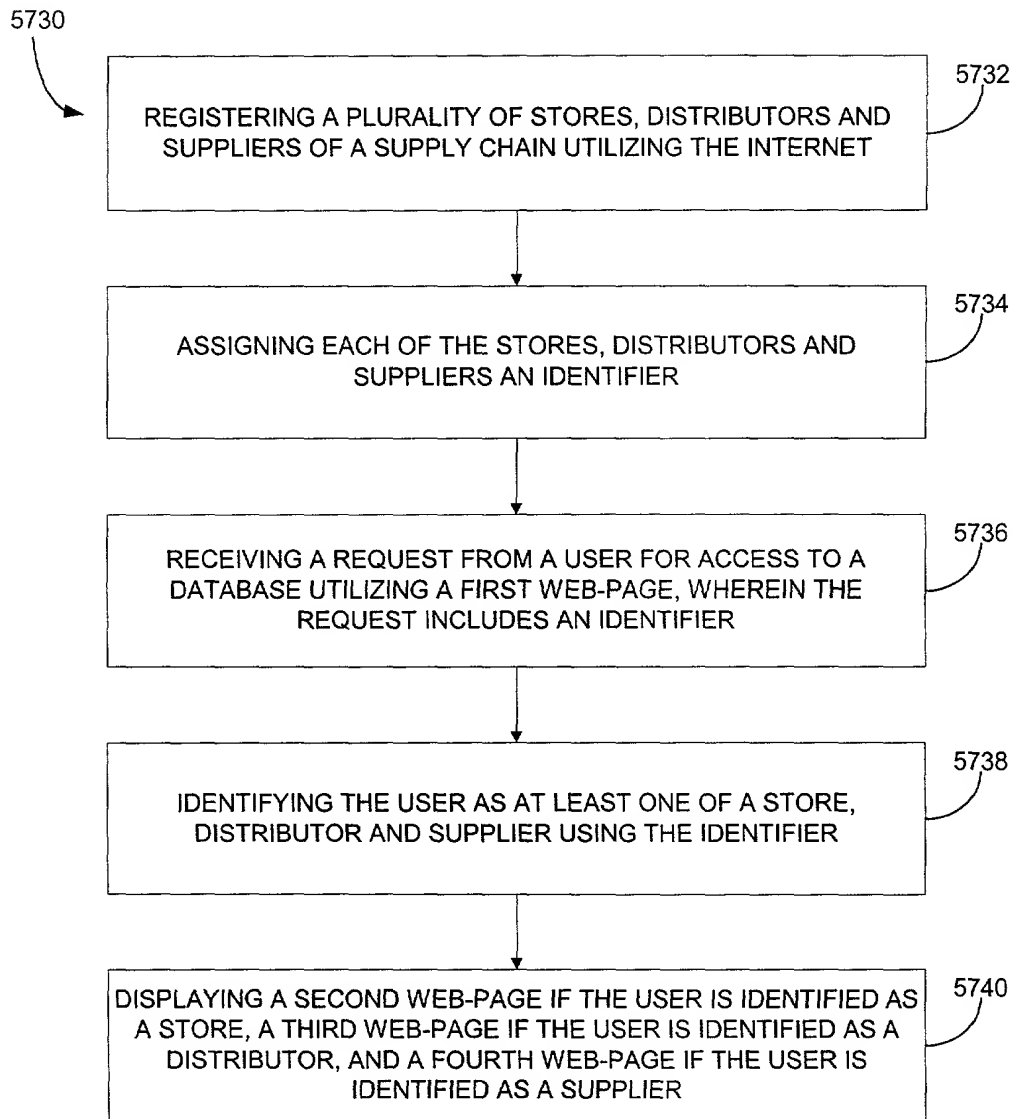 5730
5732
REGISTERING A PLURALITY OF STORES, DISTRIBUTORS AND
SUPPLIERS OF A SUPPLY CHAIN UTILIZING THE INTERNET
5734
ASSIGNING EACH OF THE STORES, DISTRIBUTORS AND
SUPPLIERS AN IDENTIFIER
5736
RECEIVING A REQUEST FROM A USER FOR ACCESS TO A
DATABASE UTILIZING A FIRST WEB-PAGE, WHEREIN THE
REQUEST INCLUDES AN IDENTIFIER
5738
IDENTIFYING THE USER AS AT LEAST ONE OF A STORE,
DISTRIBUTOR AND SUPPLIER USING THE IDENTIFIER
5740
DISPLAYING A SECOND WEB-PAGE IF THE USER IS IDENTIFIED AS
A STORE, A THIRD WEB-PAGE IF THE USER IS IDENTIFIED AS A
DISTRIBUTOR, AND A FOURTH WEB-PAGE IF THE USER IS
IDENTIFIED AS A SUPPLIER